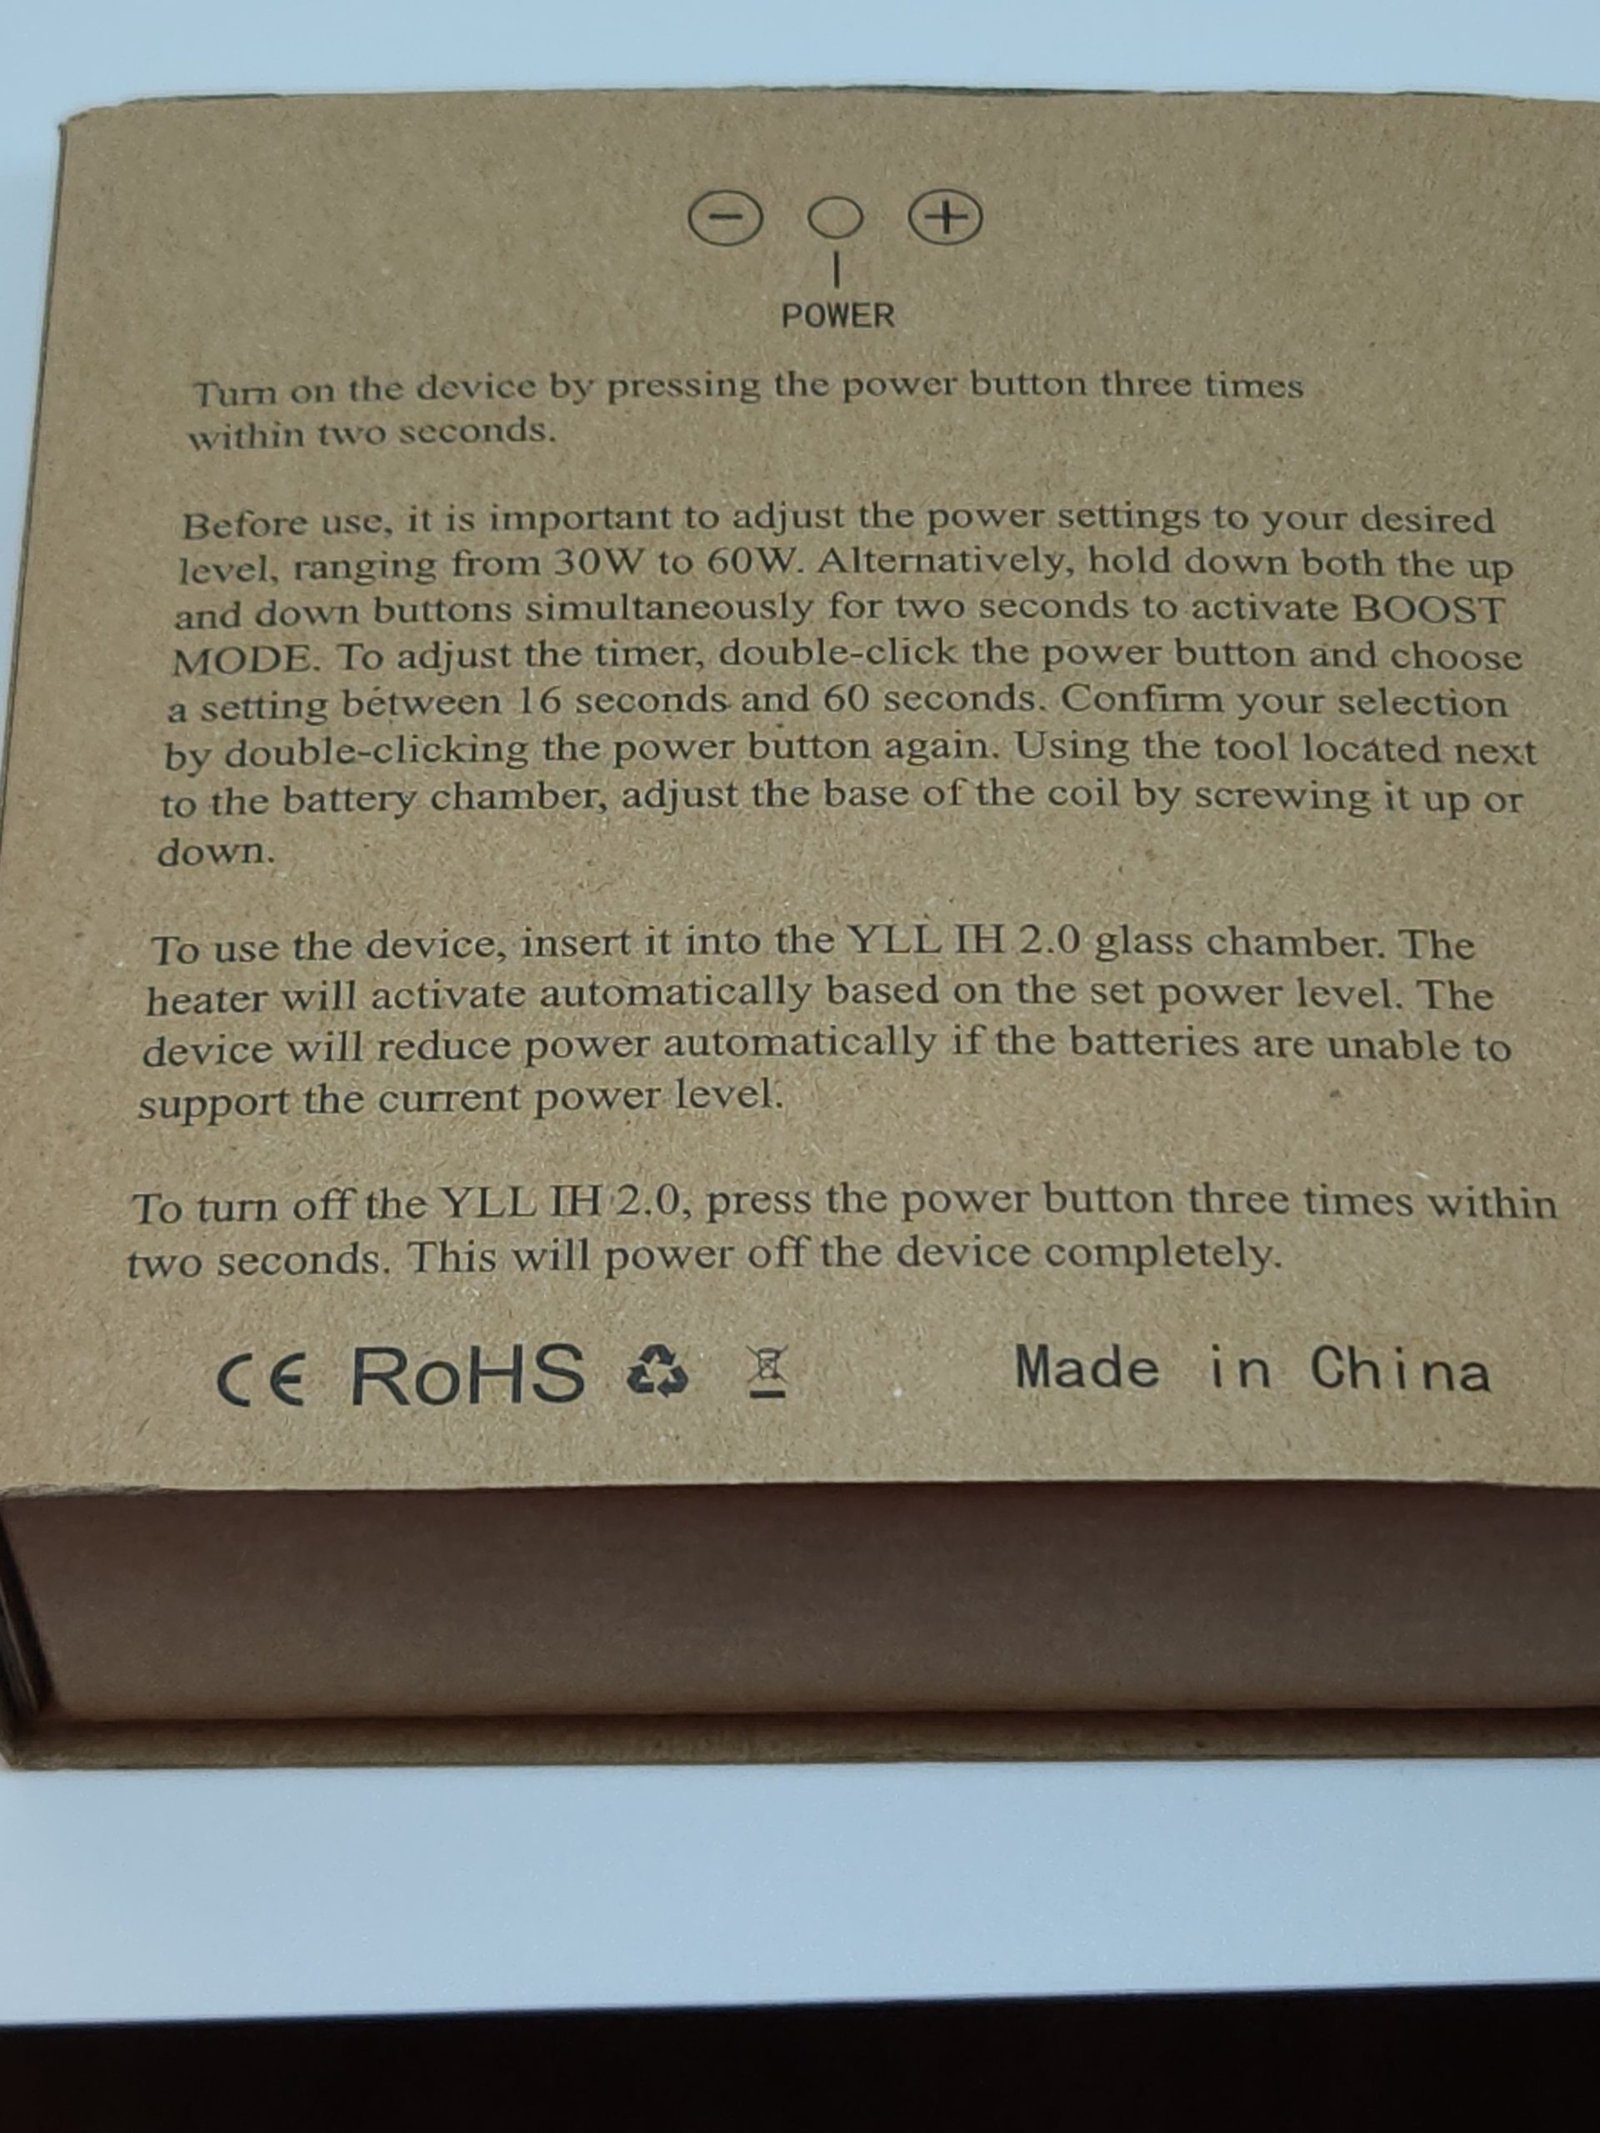 − +
POWER
Turn on the device by pressing the power button three times
within two seconds.
Before use, it is important to adjust the power settings to your desired
level, ranging from 30W to 60W. Alternatively, hold down both the up
and down buttons simultaneously for two seconds to activate BOOST
MODE. To adjust the timer, double-click the power button and choose
a setting between 16 seconds and 60 seconds. Confirm your selection
by double-clicking the power button again. Using the tool located next
to the battery chamber, adjust the base of the coil by screwing it up or
down.
To use the device, insert it into the YLL IH 2.0 glass chamber. The
heater will activate automatically based on the set power level. The
device will reduce power automatically if the batteries are unable to
support the current power level.
To turn off the YLL IH 2.0, press the power button three times within
two seconds. This will power off the device completely.
CE RoHS Made in China